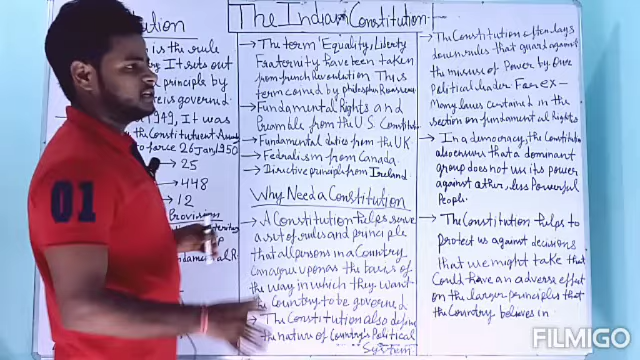 The Indian Constitution
ution
is the rule
It sets out
d principle by
is governed.
1949, It was
the Constituent Assem
to force 26 Jan, 1950
→ 25
→ 448
→ 12
Provisions
→ The term 'Equality, Liberty
Fraternity have been taken
from french Revolution This
term coined by philosopher Rousseau
→ Fundamental Rights and
Preamble from the U.S. Constitution
→ Fundamental duties from the UK.
→ Fedralism from Canada.
→ Directive principle from Ireland
Why Need a Constitution
→ A Constitution helps serve
a set of rules and principle
that all persons in a Country
can agree upon as the basis of
the way in which they want
the Country to be governed
→ The Constitution also define
the nature of Country's Political
System.
→ The Constitution often lays
down rules that guard against
the misuse of Power by Our
Political leader. For ex-
Many laws contained in the
section on fundamental Rights
→ In a democracy, the Constitution
also ensure that a dominant
group does not use its power
against other, less Powerful
People.
→ The Constitution helps to
protect us against decisions
that we might take that
Could have an adverse effect
on the larger principles that
the Country believes in
01
FILMIGO